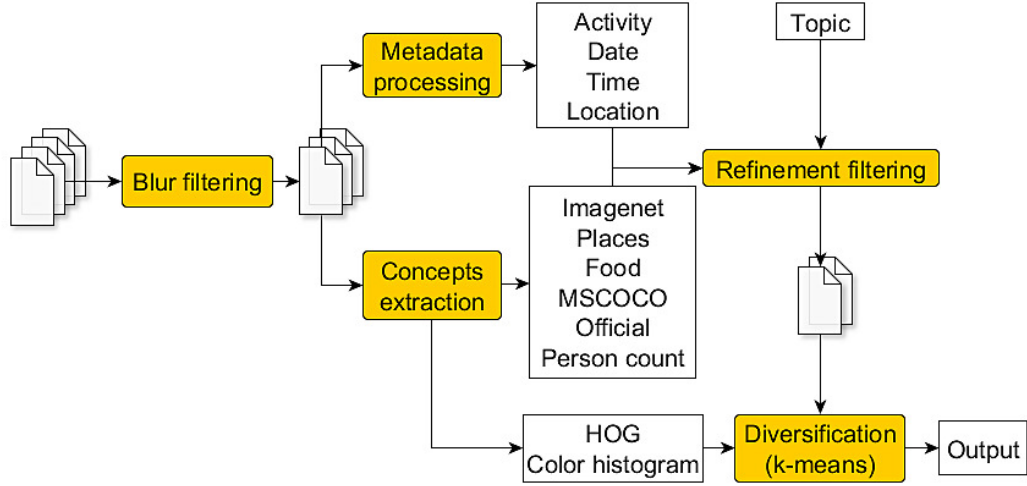 Blur filtering
Metadata
processing
Activity
Date
Time
Location
Topic
Refinement filtering
Concepts
extraction
Imagenet
Places
Food
MSCOCO
Official
Person count
HOG
Color histogram
Diversification
(k-means)
Output